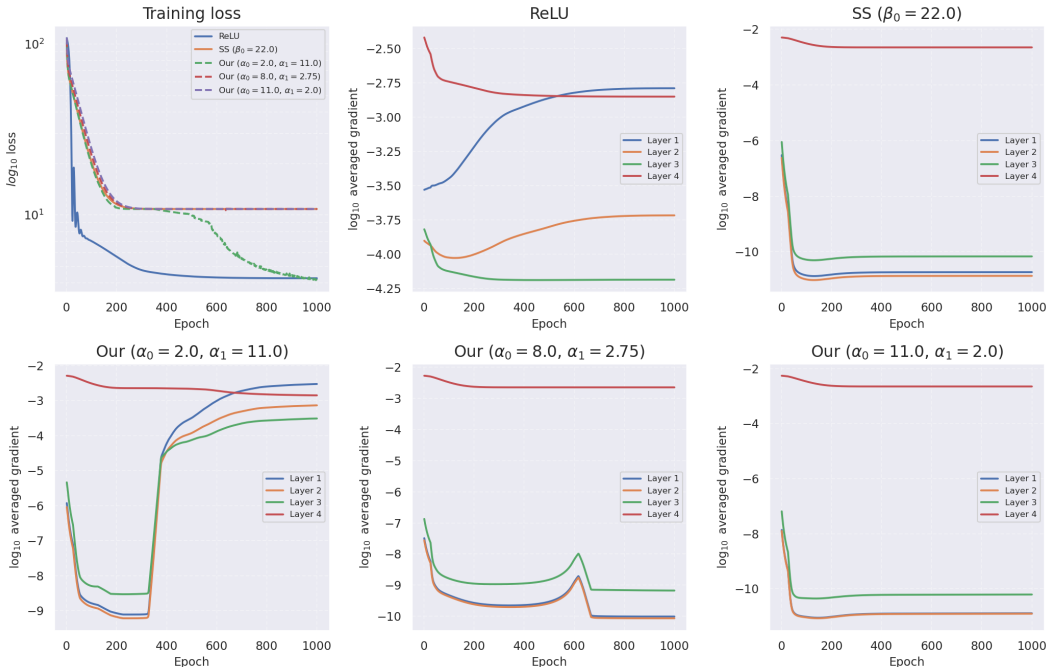 Training loss
10²
10¹
log₁₀ loss
ReLU
SS (β₀ = 22.0)
Our (α₀ = 2.0, α₁ = 11.0)
Our (α₀ = 8.0, α₁ = 2.75)
Our (α₀ = 11.0, α₁ = 2.0)
0 200 400 600 800 1000
Epoch
ReLU
−2.50
−2.75
−3.00
−3.25
−3.50
−3.75
−4.00
−4.25
log₁₀ averaged gradient
Layer 1
Layer 2
Layer 3
Layer 4
0 200 400 600 800 1000
Epoch
SS (β₀ = 22.0)
−2
−4
−6
−8
−10
log₁₀ averaged gradient
Layer 1
Layer 2
Layer 3
Layer 4
0 200 400 600 800 1000
Epoch
Our (α₀ = 2.0, α₁ = 11.0)
−2
−3
−4
−5
−6
−7
−8
−9
log₁₀ averaged gradient
Layer 1
Layer 2
Layer 3
Layer 4
0 200 400 600 800 1000
Epoch
Our (α₀ = 8.0, α₁ = 2.75)
−2
−3
−4
−5
−6
−7
−8
−9
−10
log₁₀ averaged gradient
Layer 1
Layer 2
Layer 3
Layer 4
0 200 400 600 800 1000
Epoch
Our (α₀ = 11.0, α₁ = 2.0)
−2
−4
−6
−8
−10
log₁₀ averaged gradient
Layer 1
Layer 2
Layer 3
Layer 4
0 200 400 600 800 1000
Epoch